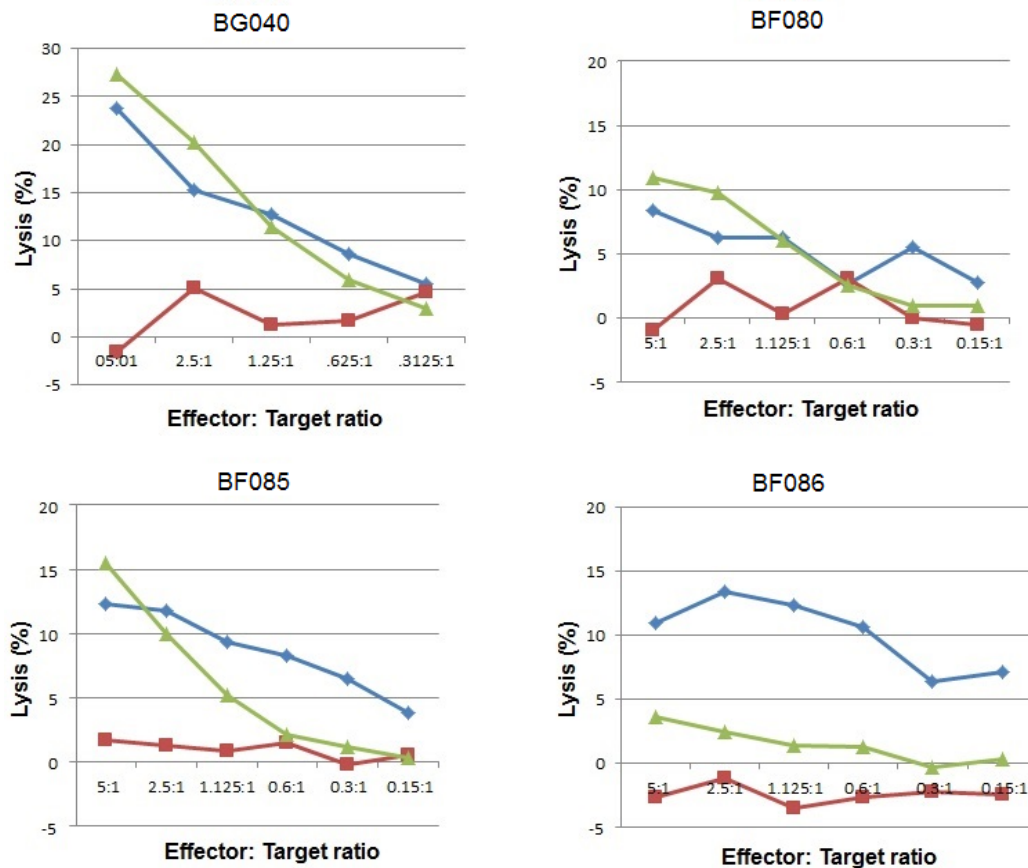 BG040
30
25
20
15
10
5
0
-5
Lysis (%)
05:01 2.5:1 1.25:1 .625:1 .3125:1
Effector: Target ratio
BF080
20
15
10
5
0
-5
Lysis (%)
5:1 2.5:1 1.125:1 0.6:1 0.3:1 0.15:1
Effector: Target ratio
BF085
20
15
10
5
0
-5
Lysis (%)
5:1 2.5:1 1.125:1 0.6:1 0.3:1 0.15:1
Effector: Target ratio
BF086
20
15
10
5
0
-5
Lysis (%)
5:1 2.5:1 1.125:1 0.6:1 0.3:1 0.15:1
Effector: Target ratio